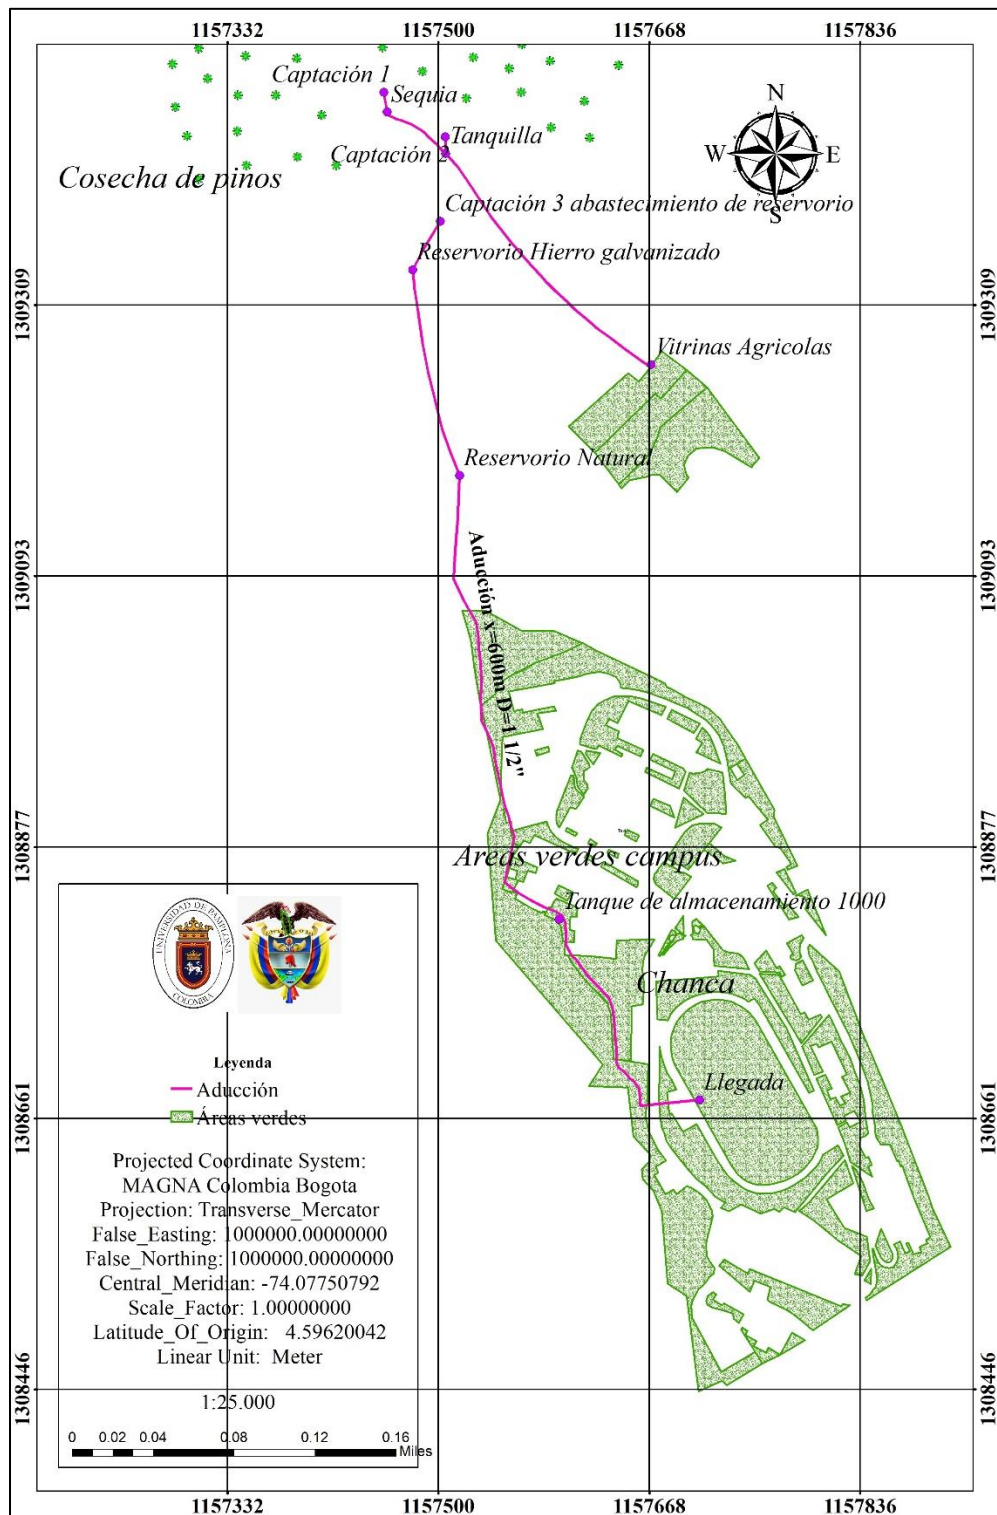 1157332 1157500 1157668 1157836
Captación 1
Sequia
Tanquilla
Captación 2
N
W E
S
Cosecha de pinos
Captación 3 abastecimiento de reservorio
Reservorio Hierro galvanizado
1309309 1309309
Vitrinas Agricolas
Reservorio Natural
1309093 1309093
Aducción x=600m D=1 1/2"
1308877 1308877
Areas verdes campus
Tanque de almacenamiento 1000
UNIVERSIDAD DE PAMPLONA
COLOMBIA
Chanca
Leyenda
Aducción
Áreas verdes
Llegada
1308661 1308661
Projected Coordinate System:
MAGNA Colombia Bogota
Projection: Transverse_Mercator
False_Easting: 1000000.00000000
False_Northing: 1000000.00000000
Central_Meridian: -74.07750792
Scale_Factor: 1.00000000
Latitude_Of_Origin: 4.59620042
Linear Unit: Meter
1308446 1308446
1:25.000
0 0.02 0.04 0.08 0.12 0.16
Miles
1157332 1157500 1157668 1157836